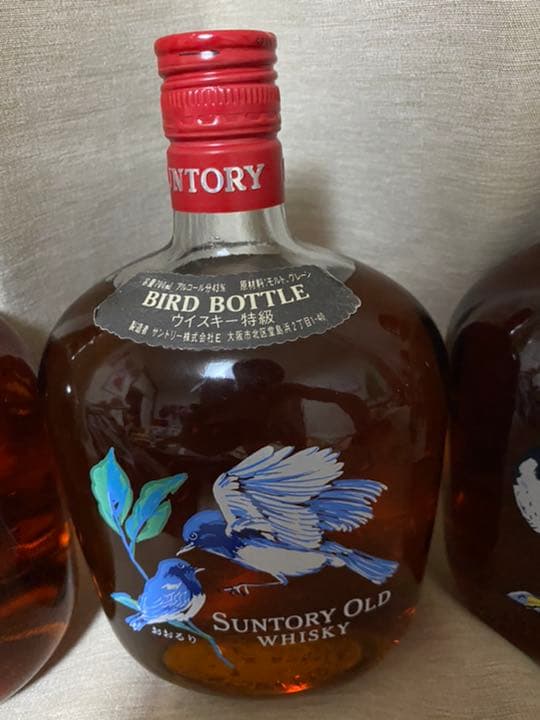 UNTORY
容量760ml アルコール分43% 原材料:モルト、グレーン
BIRD BOTTLE
ウイスキー特級
製造者 サントリー株式会社E 大阪市北区堂島浜2丁目1-40
おおるり
SUNTORY OLD
WHISKY